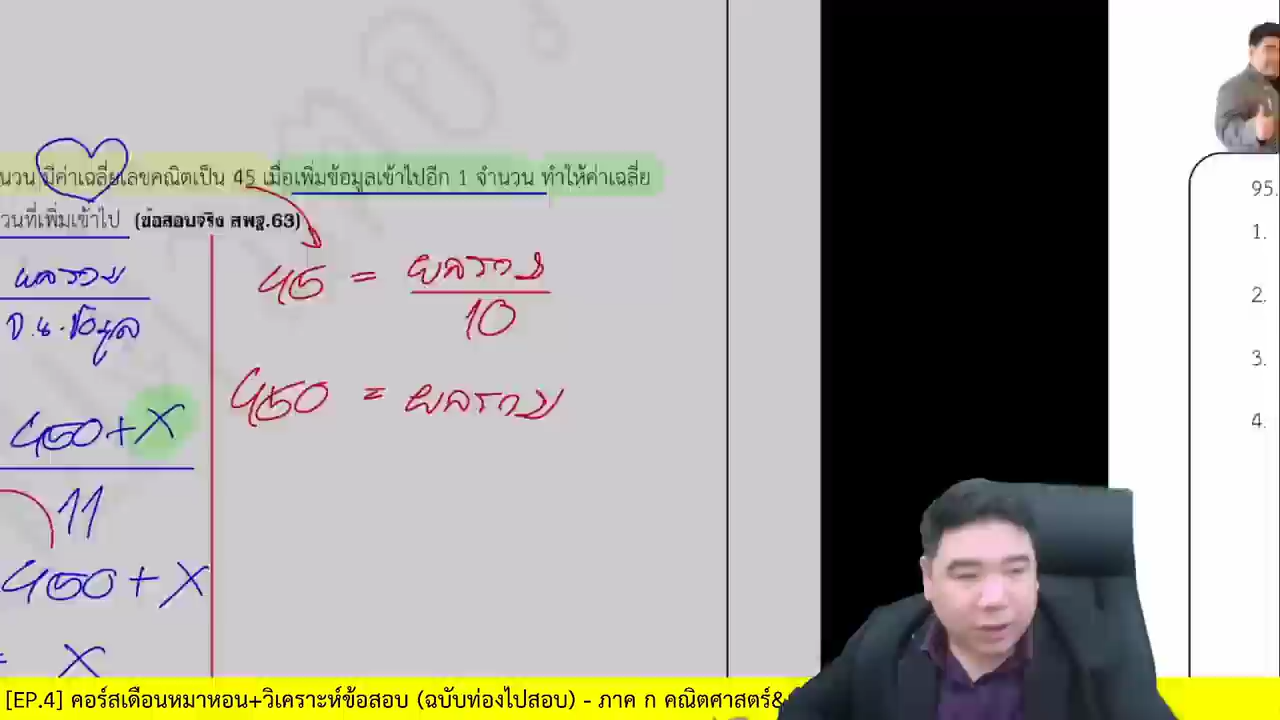 นวน มีค่าเฉลี่ยเลขคณิตเป็น 45 เมื่อเพิ่มข้อมูลเข้าไปอีก 1 จำนวน ทำให้ค่าเฉลี่ย
วนที่เพิ่มเข้าไป (ข้อสอบจริง สพฐ.63)
ผลรวม
จ.น.ข้อมูล
45 = ผลรวม
10
450 = ผลรวม
450+X
11
450+X
= X
95.
1.
2.
3.
4.
[EP.4] คอร์สเดือนหมาหอน+วิเคราะห์ข้อสอบ (ฉบับท่องไปสอบ) - ภาค ก คณิตศาสตร์&